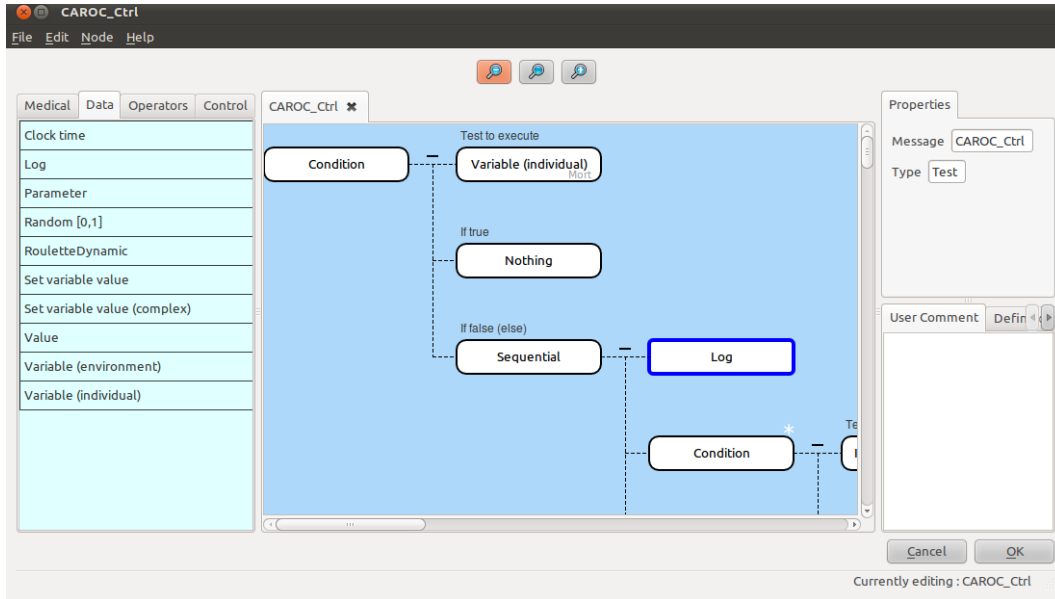 CAROC_Ctrl
File Edit Node Help
Medical Data Operators Control
Clock time
Log
Parameter
Random [0,1]
RouletteDynamic
Set variable value
Set variable value (complex)
Value
Variable (environment)
Variable (individual)
CAROC_Ctrl
Test to execute
Condition
Variable (individual)
Mort
If true
Nothing
If false (else)
Sequential
Log
*
Condition
Te
Properties
Message CAROC_Ctrl
Type Test
User Comment Defin
Cancel OK
Currently editing : CAROC_Ctrl